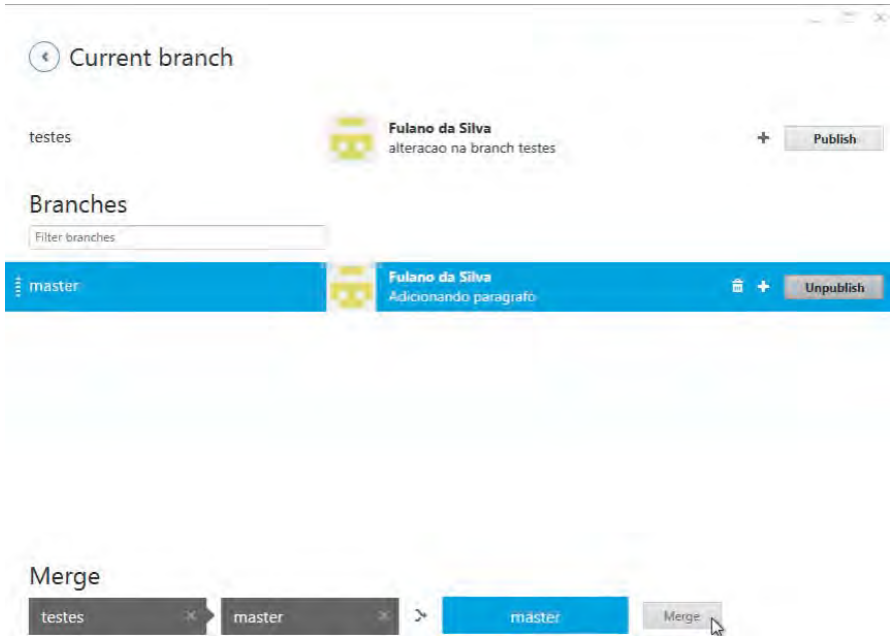 Current branch
testes
Fulano da Silva
alteracao na branch testes
Publish
Branches
Filter branches
master
Fulano da Silva
Adicionando paragrafo
Unpublish
Merge
testes
master
master
Merge